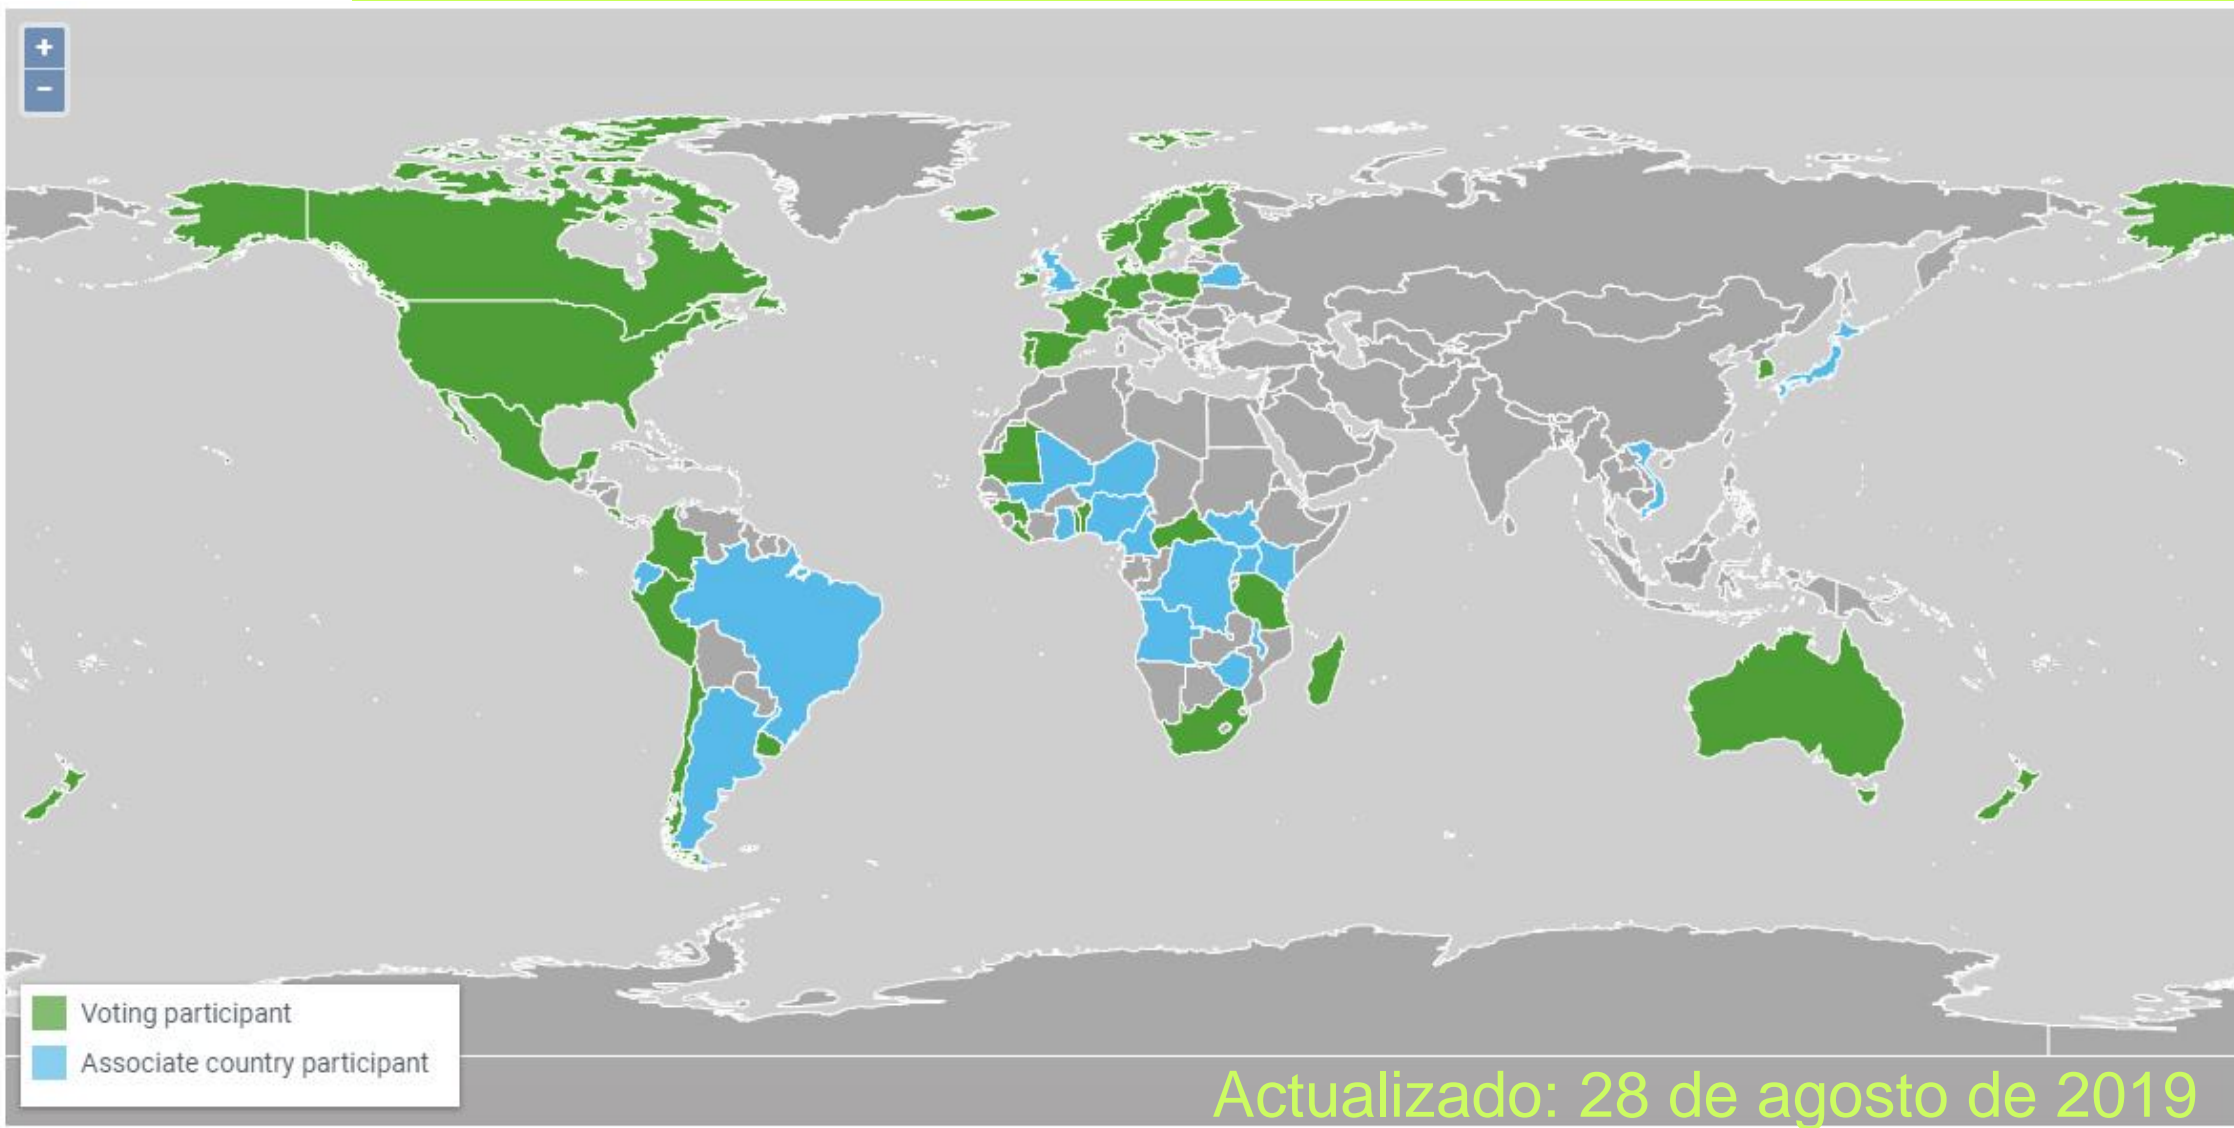 +
−
Voting participant
Associate country participant
Actualizado: 28 de agosto de 2019